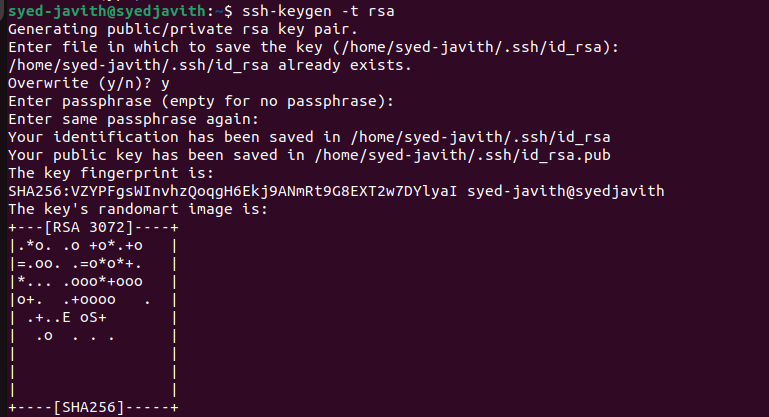 syed-javith@syedjavith:~$ ssh-keygen -t rsa
Generating public/private rsa key pair.
Enter file in which to save the key (/home/syed-javith/.ssh/id_rsa):
/home/syed-javith/.ssh/id_rsa already exists.
Overwrite (y/n)? y
Enter passphrase (empty for no passphrase):
Enter same passphrase again:
Your identification has been saved in /home/syed-javith/.ssh/id_rsa
Your public key has been saved in /home/syed-javith/.ssh/id_rsa.pub
The key fingerprint is:
SHA256:VZYPFgsWInvhzQoqgH6Ekj9ANmRt9G8EXT2w7DYlyaI syed-javith@syedjavith
The key's randomart image is:
+---[RSA 3072]----+
|.*o. .o +o*.+o   |
|=.oo. .=o*o*+.   |
|*... .ooo*+ooo   |
|o+.  .+oooo   .  |
| .+..E oS+       |
|  .o  . . .      |
|                 |
|                 |
|                 |
+----[SHA256]-----+